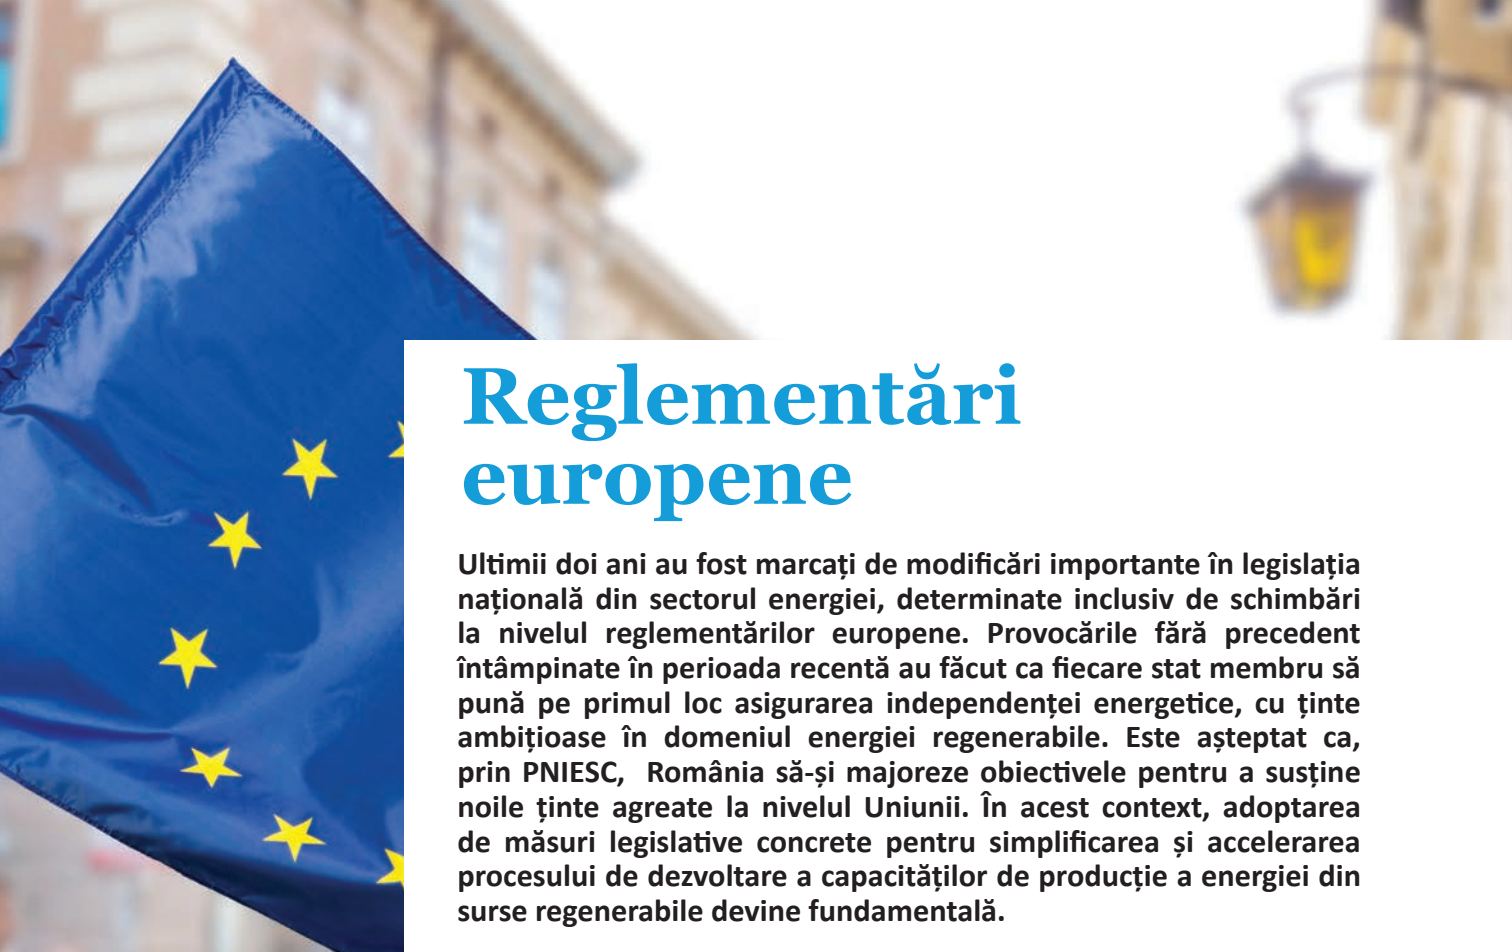 Reglementări
europene
Ultimii doi ani au fost marcați de modificări importante în legislația
națională din sectorul energiei, determinate inclusiv de schimbări
la nivelul reglementărilor europene. Provocările fără precedent
întâmpinate în perioada recentă au făcut ca fiecare stat membru să
pună pe primul loc asigurarea independenței energetice, cu ținte
ambițioase în domeniul energiei regenerabile. Este așteptat ca,
prin PNIESC, România să-și majoreze obiectivele pentru a susține
noile ținte agreate la nivelul Uniunii. În acest context, adoptarea
de măsuri legislative concrete pentru simplificarea și accelerarea
procesului de dezvoltare a capacităților de producție a energiei din
surse regenerabile devine fundamentală.